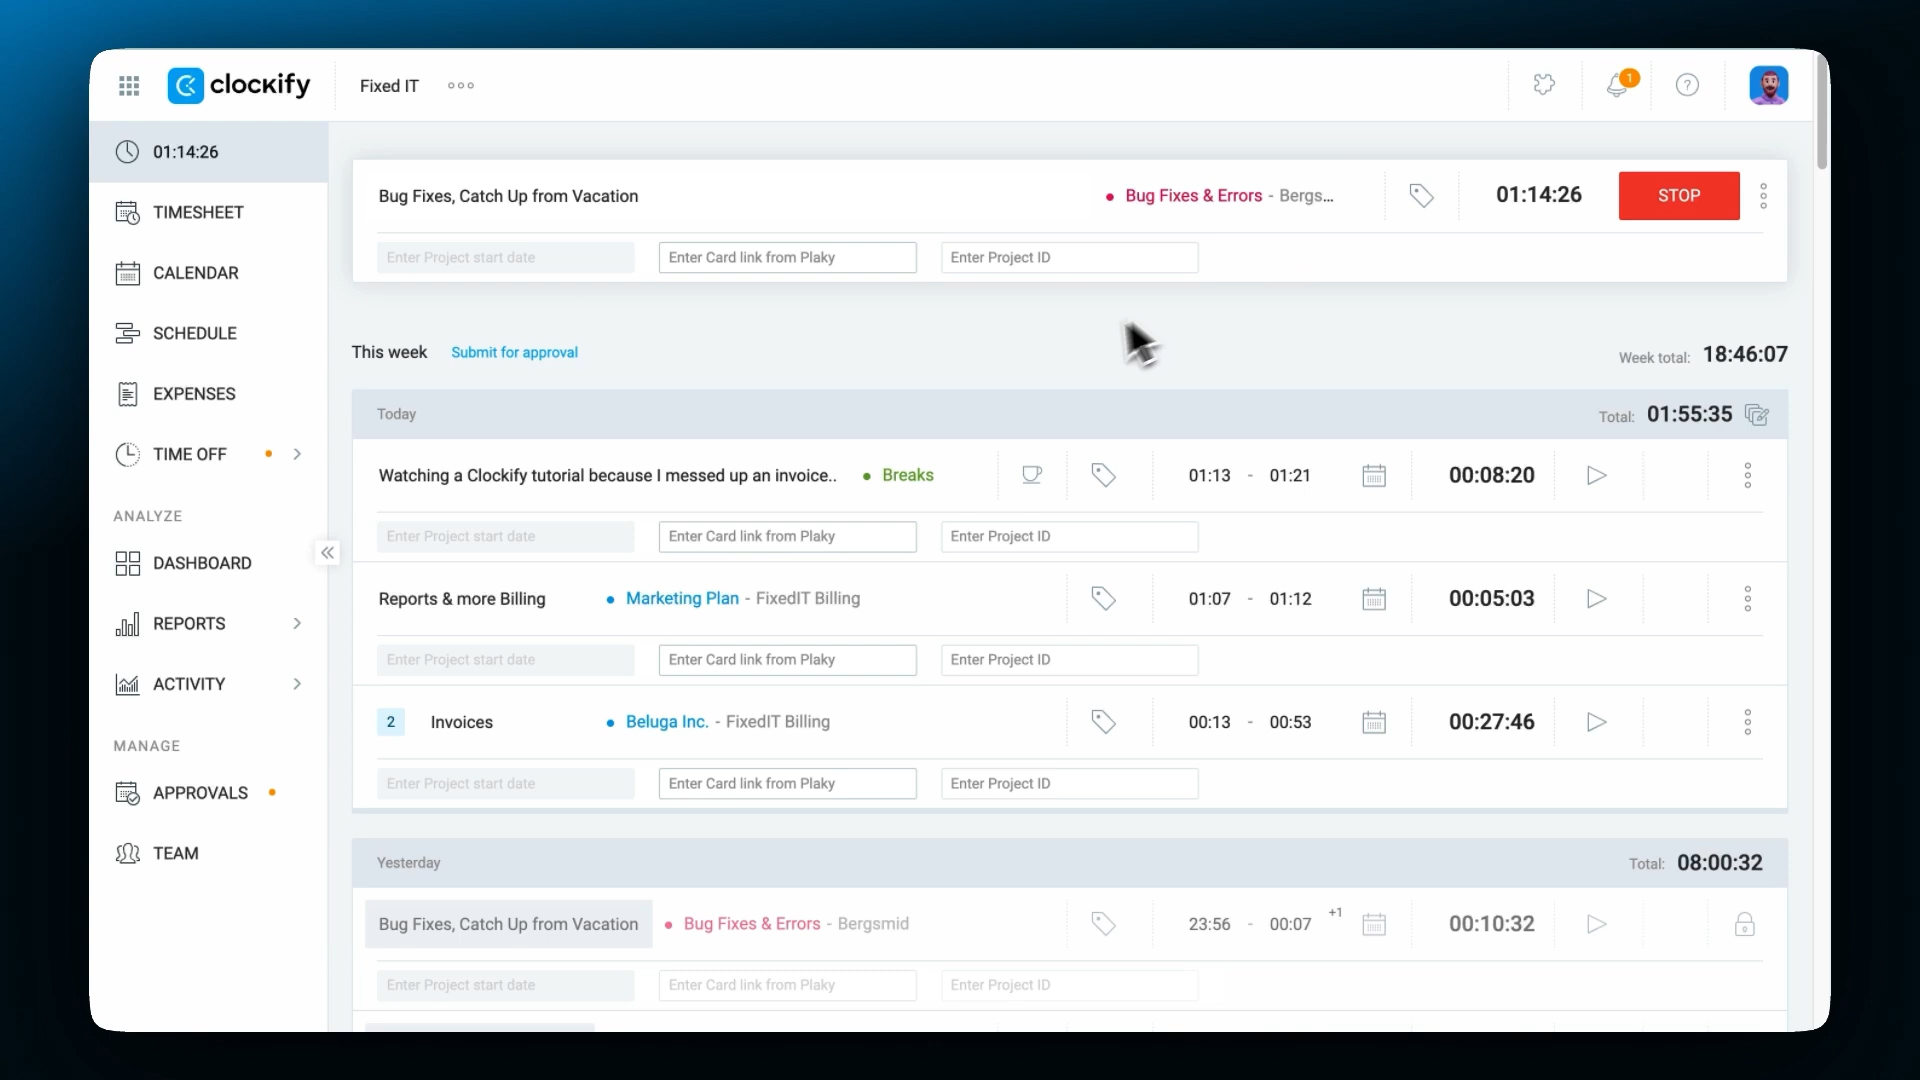 clockify
Fixed IT
1
01:14:26
TIMESHEET
CALENDAR
SCHEDULE
EXPENSES
TIME OFF
ANALYZE
DASHBOARD
REPORTS
ACTIVITY
MANAGE
APPROVALS
TEAM
Bug Fixes, Catch Up from Vacation Bug Fixes & Errors - Bergs... 01:14:26 STOP
Enter Project start date Enter Card link from Plaky Enter Project ID
This week Submit for approval Week total: 18:46:07
Today Total: 01:55:35
Watching a Clockify tutorial because I messed up an invoice.. Breaks 01:13 - 01:21 00:08:20
Enter Project start date Enter Card link from Plaky Enter Project ID
Reports & more Billing Marketing Plan - FixedIT Billing 01:07 - 01:12 00:05:03
Enter Project start date Enter Card link from Plaky Enter Project ID
2 Invoices Beluga Inc. - FixedIT Billing 00:13 - 00:53 00:27:46
Enter Project start date Enter Card link from Plaky Enter Project ID
Yesterday Total: 08:00:32
Bug Fixes, Catch Up from Vacation Bug Fixes & Errors - Bergsmid 23:56 - 00:07 +1 00:10:32
Enter Project start date Enter Card link from Plaky Enter Project ID